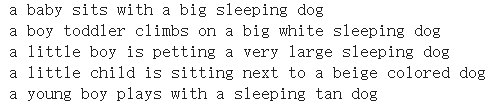 a baby sits with a big sleeping dog
a boy toddler climbs on a big white sleeping dog
a little boy is petting a very large sleeping dog
a little child is sitting next to a beige colored dog
a young boy plays with a sleeping tan dog